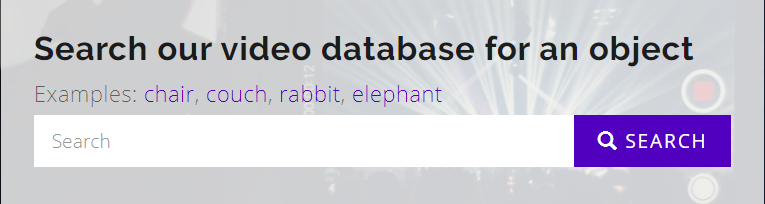 Search our video database for an object
Examples: chair, couch, rabbit, elephant
Search SEARCH